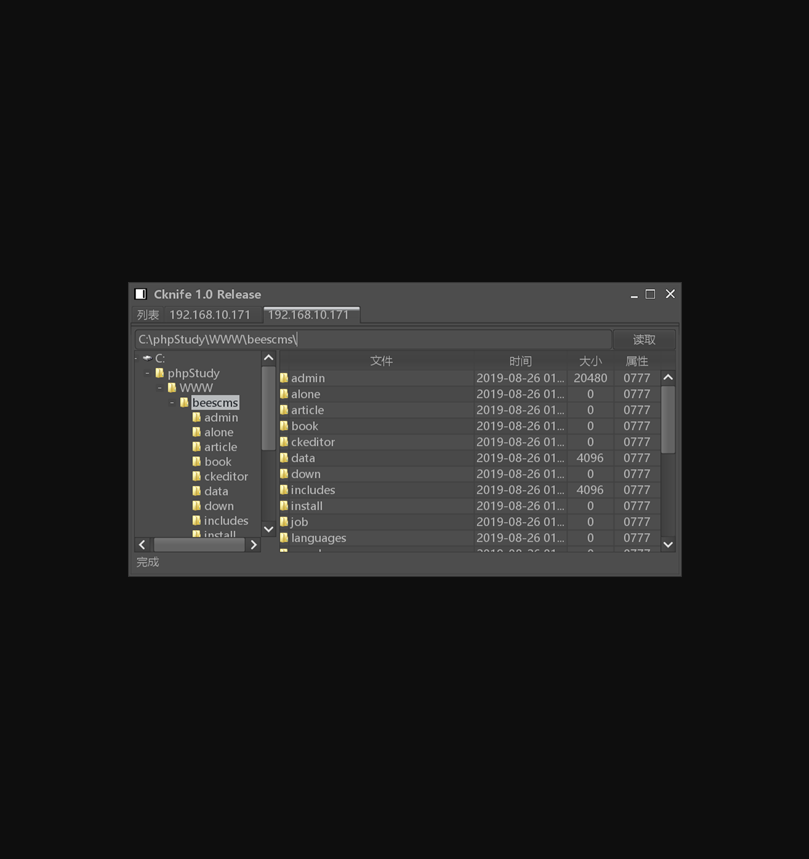 Cknife 1.0 Release
列表 192.168.10.171 192.168.10.171
C:\phpStudy\WWW\beescms\ 读取
C:
phpStudy
WWW
beescms
admin
alone
article
book
ckeditor
data
down
includes
install
文件 时间 大小 属性
admin 2019-08-26 01... 20480 0777
alone 2019-08-26 01... 0 0777
article 2019-08-26 01... 0 0777
book 2019-08-26 01... 0 0777
ckeditor 2019-08-26 01... 0 0777
data 2019-08-26 01... 4096 0777
down 2019-08-26 01... 0 0777
includes 2019-08-26 01... 4096 0777
install 2019-08-26 01... 0 0777
job 2019-08-26 01... 0 0777
languages 2019-08-26 01... 0 0777
完成